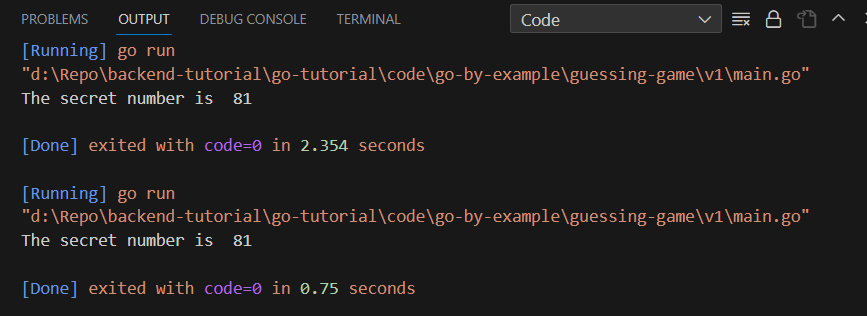 PROBLEMS OUTPUT DEBUG CONSOLE TERMINAL Code
[Running] go run
"d:\Repo\backend-tutorial\go-tutorial\code\go-by-example\guessing-game\v1\main.go"
The secret number is  81
[Done] exited with code=0 in 2.354 seconds
[Running] go run
"d:\Repo\backend-tutorial\go-tutorial\code\go-by-example\guessing-game\v1\main.go"
The secret number is  81
[Done] exited with code=0 in 0.75 seconds